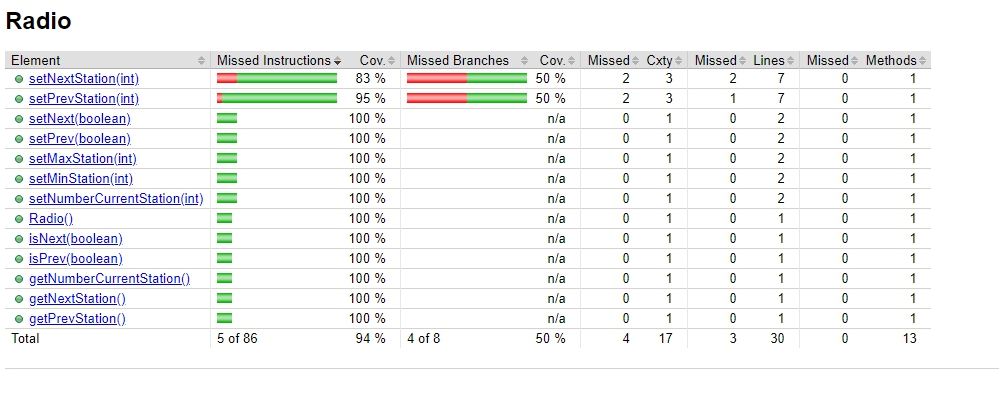 Radio
Element Missed Instructions Cov. Missed Branches Cov. Missed Cxty Missed Lines Missed Methods
setNextStation(int) 83 % 50 % 2 3 2 7 0 1
setPrevStation(int) 95 % 50 % 2 3 1 7 0 1
setNext(boolean) 100 % n/a 0 1 0 2 0 1
setPrev(boolean) 100 % n/a 0 1 0 2 0 1
setMaxStation(int) 100 % n/a 0 1 0 2 0 1
setMinStation(int) 100 % n/a 0 1 0 2 0 1
setNumberCurrentStation(int) 100 % n/a 0 1 0 2 0 1
Radio() 100 % n/a 0 1 0 1 0 1
isNext(boolean) 100 % n/a 0 1 0 1 0 1
isPrev(boolean) 100 % n/a 0 1 0 1 0 1
getNumberCurrentStation() 100 % n/a 0 1 0 1 0 1
getNextStation() 100 % n/a 0 1 0 1 0 1
getPrevStation() 100 % n/a 0 1 0 1 0 1
Total 5 of 86 94 % 4 of 8 50 % 4 17 3 30 0 13